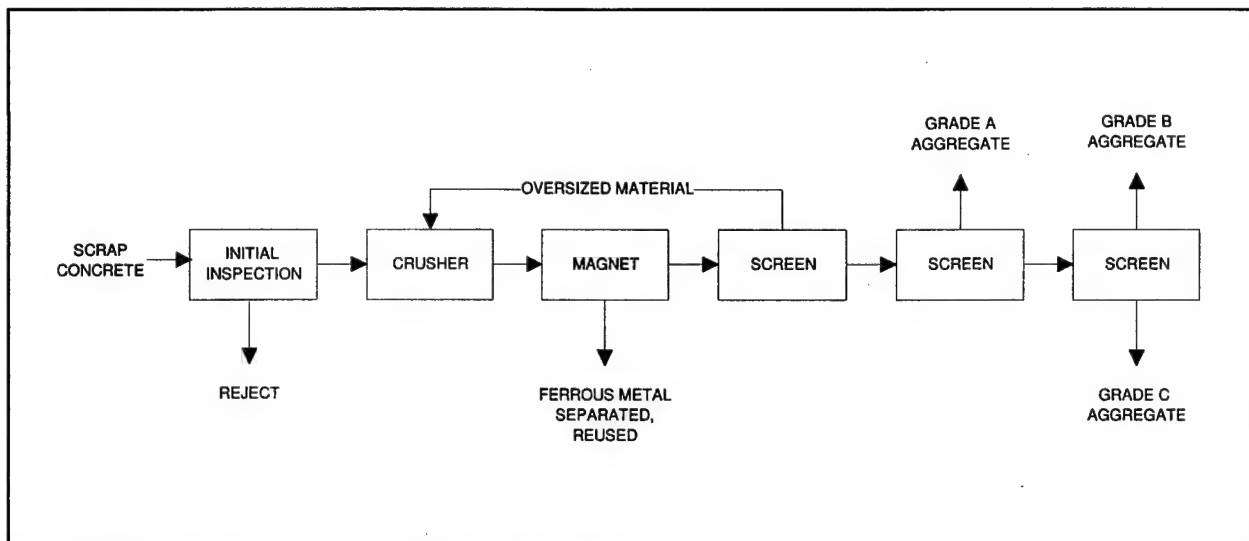 GRADE A
AGGREGATE
GRADE B
AGGREGATE
OVERSIZED MATERIAL
SCRAP
CONCRETE
INITIAL
INSPECTION
CRUSHER
MAGNET
SCREEN
SCREEN
SCREEN
REJECT
FERROUS METAL
SEPARATED,
REUSED
GRADE C
AGGREGATE